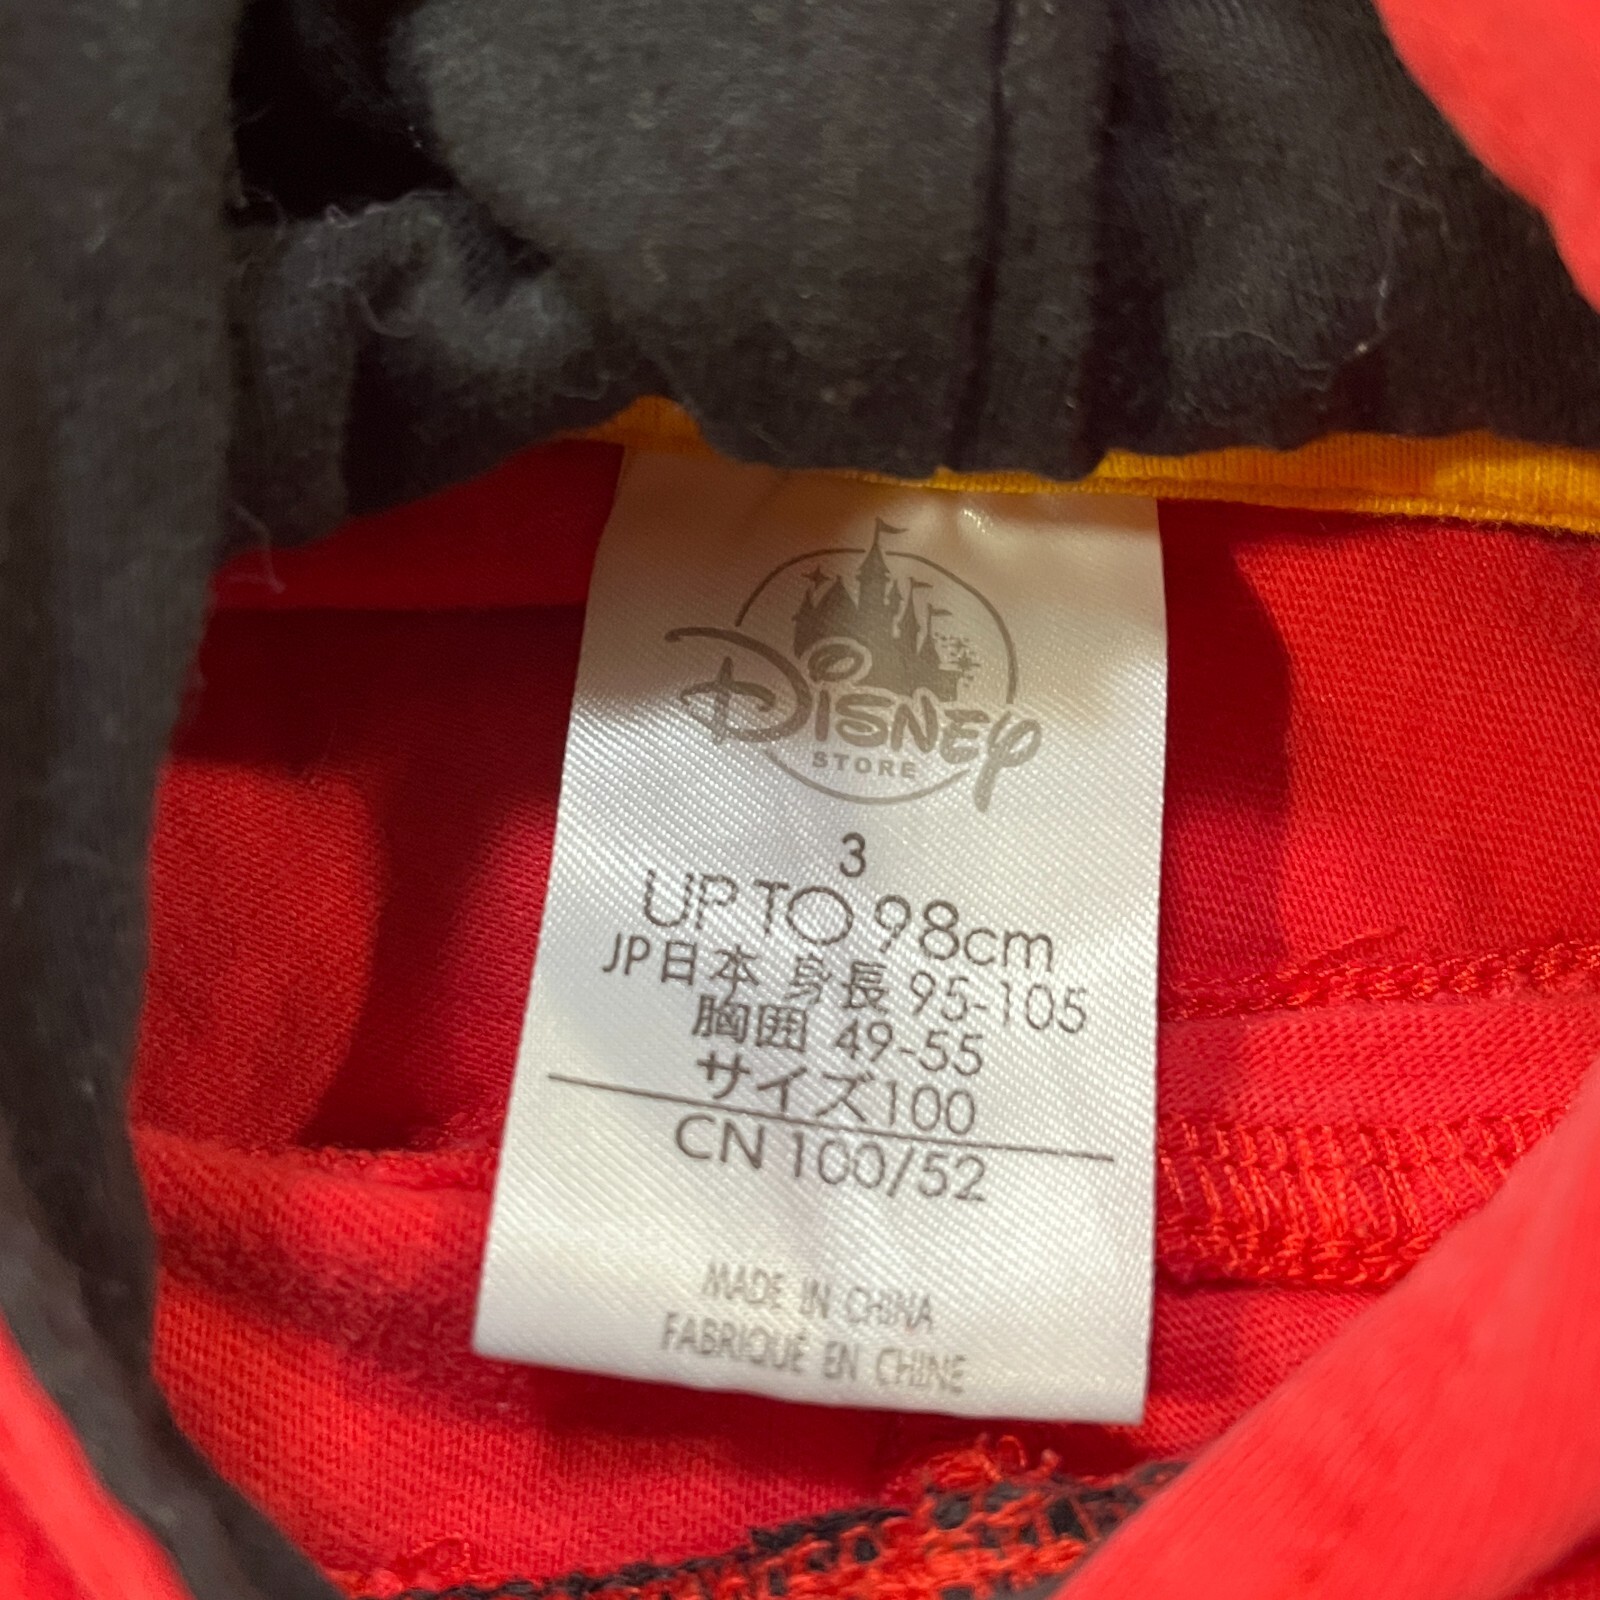 Disney
STORE
3
UP TO 98cm
JP日本 身長 95-105
胸囲 49-55
サイズ100
CN 100/52
MADE IN CHINA
FABRIQUÉ EN CHINE